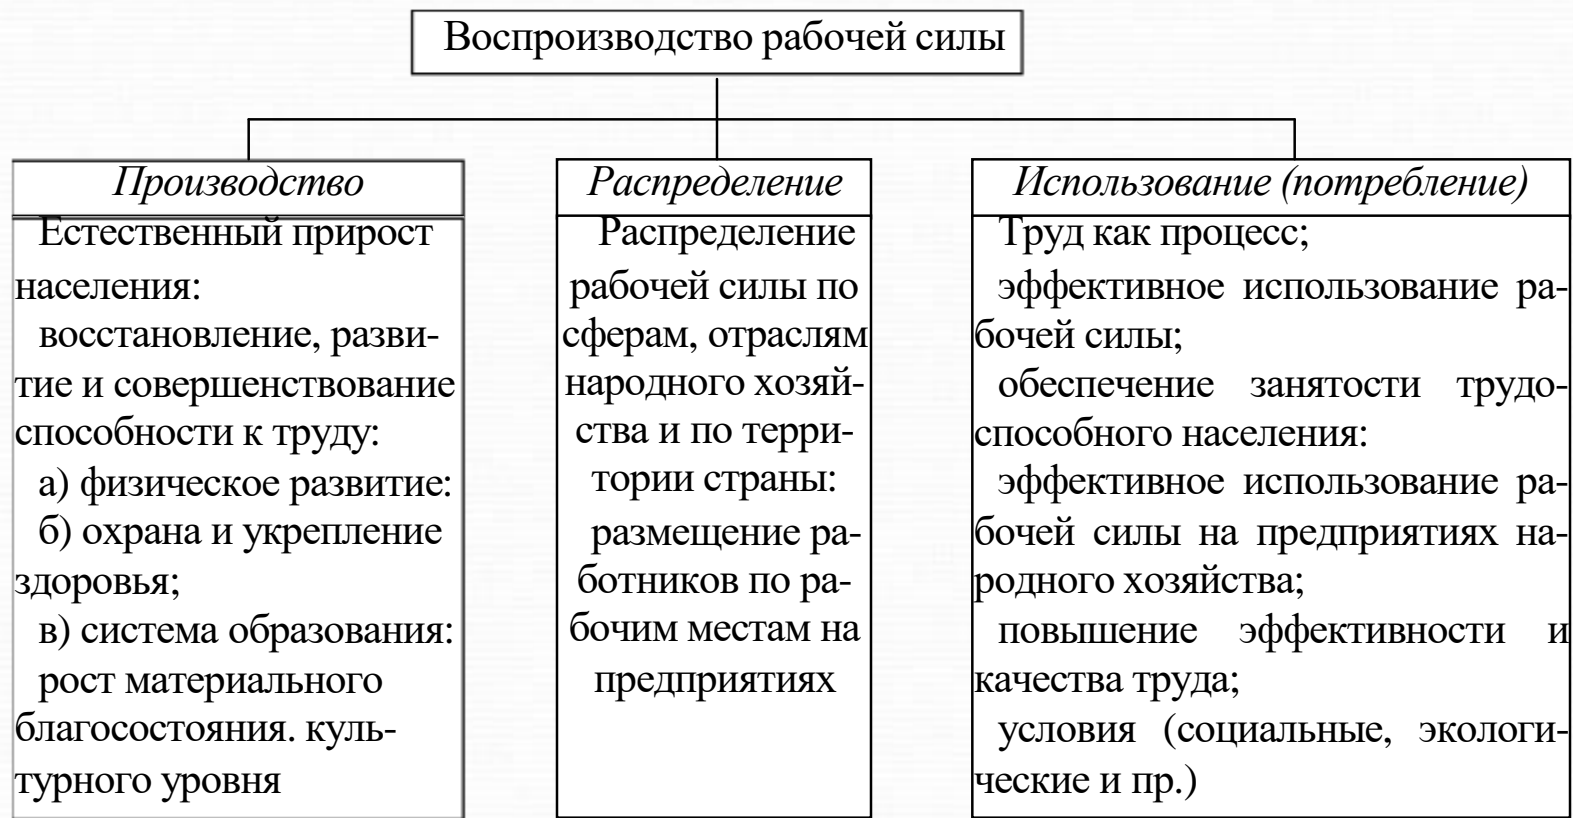 Воспроизводство рабочей силы
Производство
Естественный прирост
населения:
восстановление, разви-
тие и совершенствование
способности к труду:
а) физическое развитие:
б) охрана и укрепление
здоровья;
в) система образования:
рост материального
благосостояния. куль-
турного уровня
Распределение
Распределение
рабочей силы по
сферам, отраслям
народного хозяй-
ства и по терри-
тории страны:
размещение ра-
ботников по ра-
бочим местам на
предприятиях
Использование (потребление)
Труд как процесс;
эффективное использование ра-
бочей силы;
обеспечение занятости трудо-
способного населения:
эффективное использование ра-
бочей силы на предприятиях на-
родного хозяйства;
повышение эффективности и
качества труда;
условия (социальные, экологи-
ческие и пр.)